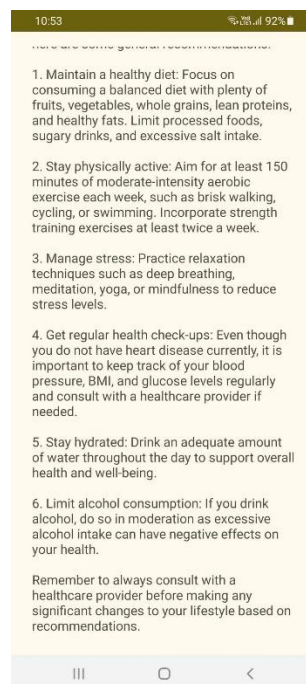 10:53
92%
here are some general recommendations:
1. Maintain a healthy diet: Focus on
consuming a balanced diet with plenty of
fruits, vegetables, whole grains, lean proteins,
and healthy fats. Limit processed foods,
sugary drinks, and excessive salt intake.
2. Stay physically active: Aim for at least 150
minutes of moderate-intensity aerobic
exercise each week, such as brisk walking,
cycling, or swimming. Incorporate strength
training exercises at least twice a week.
3. Manage stress: Practice relaxation
techniques such as deep breathing,
meditation, yoga, or mindfulness to reduce
stress levels.
4. Get regular health check-ups: Even though
you do not have heart disease currently, it is
important to keep track of your blood
pressure, BMI, and glucose levels regularly
and consult with a healthcare provider if
needed.
5. Stay hydrated: Drink an adequate amount
of water throughout the day to support overall
health and well-being.
6. Limit alcohol consumption: If you drink
alcohol, do so in moderation as excessive
alcohol intake can have negative effects on
your health.
Remember to always consult with a
healthcare provider before making any
significant changes to your lifestyle based on
recommendations.